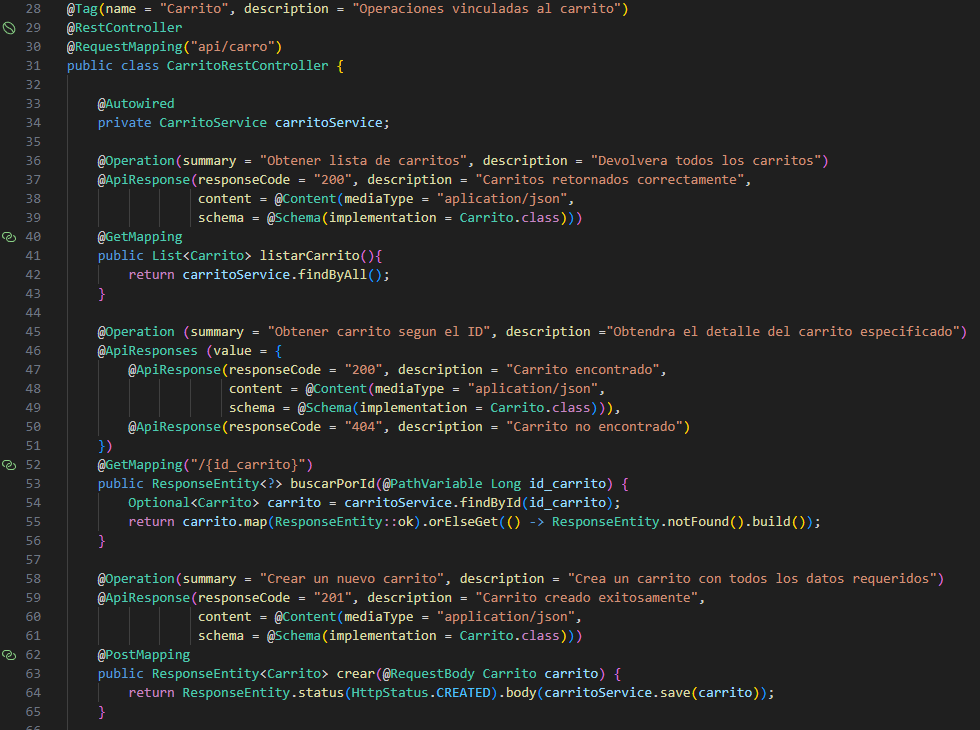 28 @Tag(name = "Carrito", description = "Operaciones vinculadas al carrito")
29 @RestController
30 @RequestMapping("api/carro")
31 public class CarritoRestController {
32
33     @Autowired
34     private CarritoService carritoService;
35
36     @Operation(summary = "Obtener lista de carritos", description = "Devolvera todos los carritos")
37     @ApiResponse(responseCode = "200", description = "Carritos retornados correctamente",
38                  content = @Content(mediaType = "aplication/json",
39                  schema = @Schema(implementation = Carrito.class)))
40     @GetMapping
41     public List<Carrito> listarCarrito(){
42         return carritoService.findByAll();
43     }
44
45     @Operation (summary = "Obtener carrito segun el ID", description ="Obtendra el detalle del carrito especificado")
46     @ApiResponses (value = {
47         @ApiResponse(responseCode = "200", description = "Carrito encontrado",
48                      content = @Content(mediaType = "aplication/json",
49                      schema = @Schema(implementation = Carrito.class))),
50         @ApiResponse(responseCode = "404", description = "Carrito no encontrado")
51     })
52     @GetMapping("/{id_carrito}")
53     public ResponseEntity<?> buscarPorId(@PathVariable Long id_carrito) {
54         Optional<Carrito> carrito = carritoService.findById(id_carrito);
55         return carrito.map(ResponseEntity::ok).orElseGet(() -> ResponseEntity.notFound().build());
56     }
57
58     @Operation(summary = "Crear un nuevo carrito", description = "Crea un carrito con todos los datos requeridos")
59     @ApiResponse(responseCode = "201", description = "Carrito creado exitosamente",
60                  content = @Content(mediaType = "application/json",
61                  schema = @Schema(implementation = Carrito.class)))
62     @PostMapping
63     public ResponseEntity<Carrito> crear(@RequestBody Carrito carrito) {
64         return ResponseEntity.status(HttpStatus.CREATED).body(carritoService.save(carrito));
65     }
66